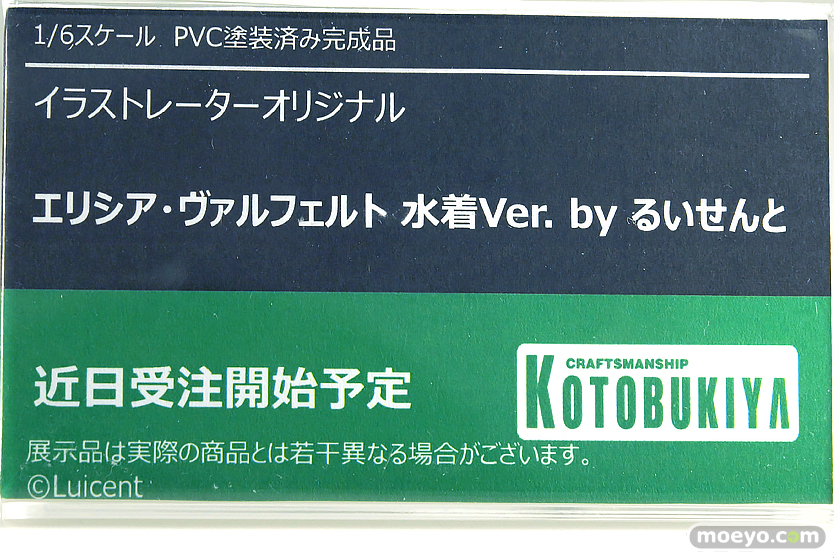 1/6スケール PVC塗装済み完成品
イラストレーターオリジナル
エリシア・ヴァルフェルト 水着Ver. by るいせんと
近日受注開始予定
CRAFTSMANSHIP
KOTOBUKIYA
展示品は実際の商品とは若干異なる場合がございます。
©Luicent
moeyo.com